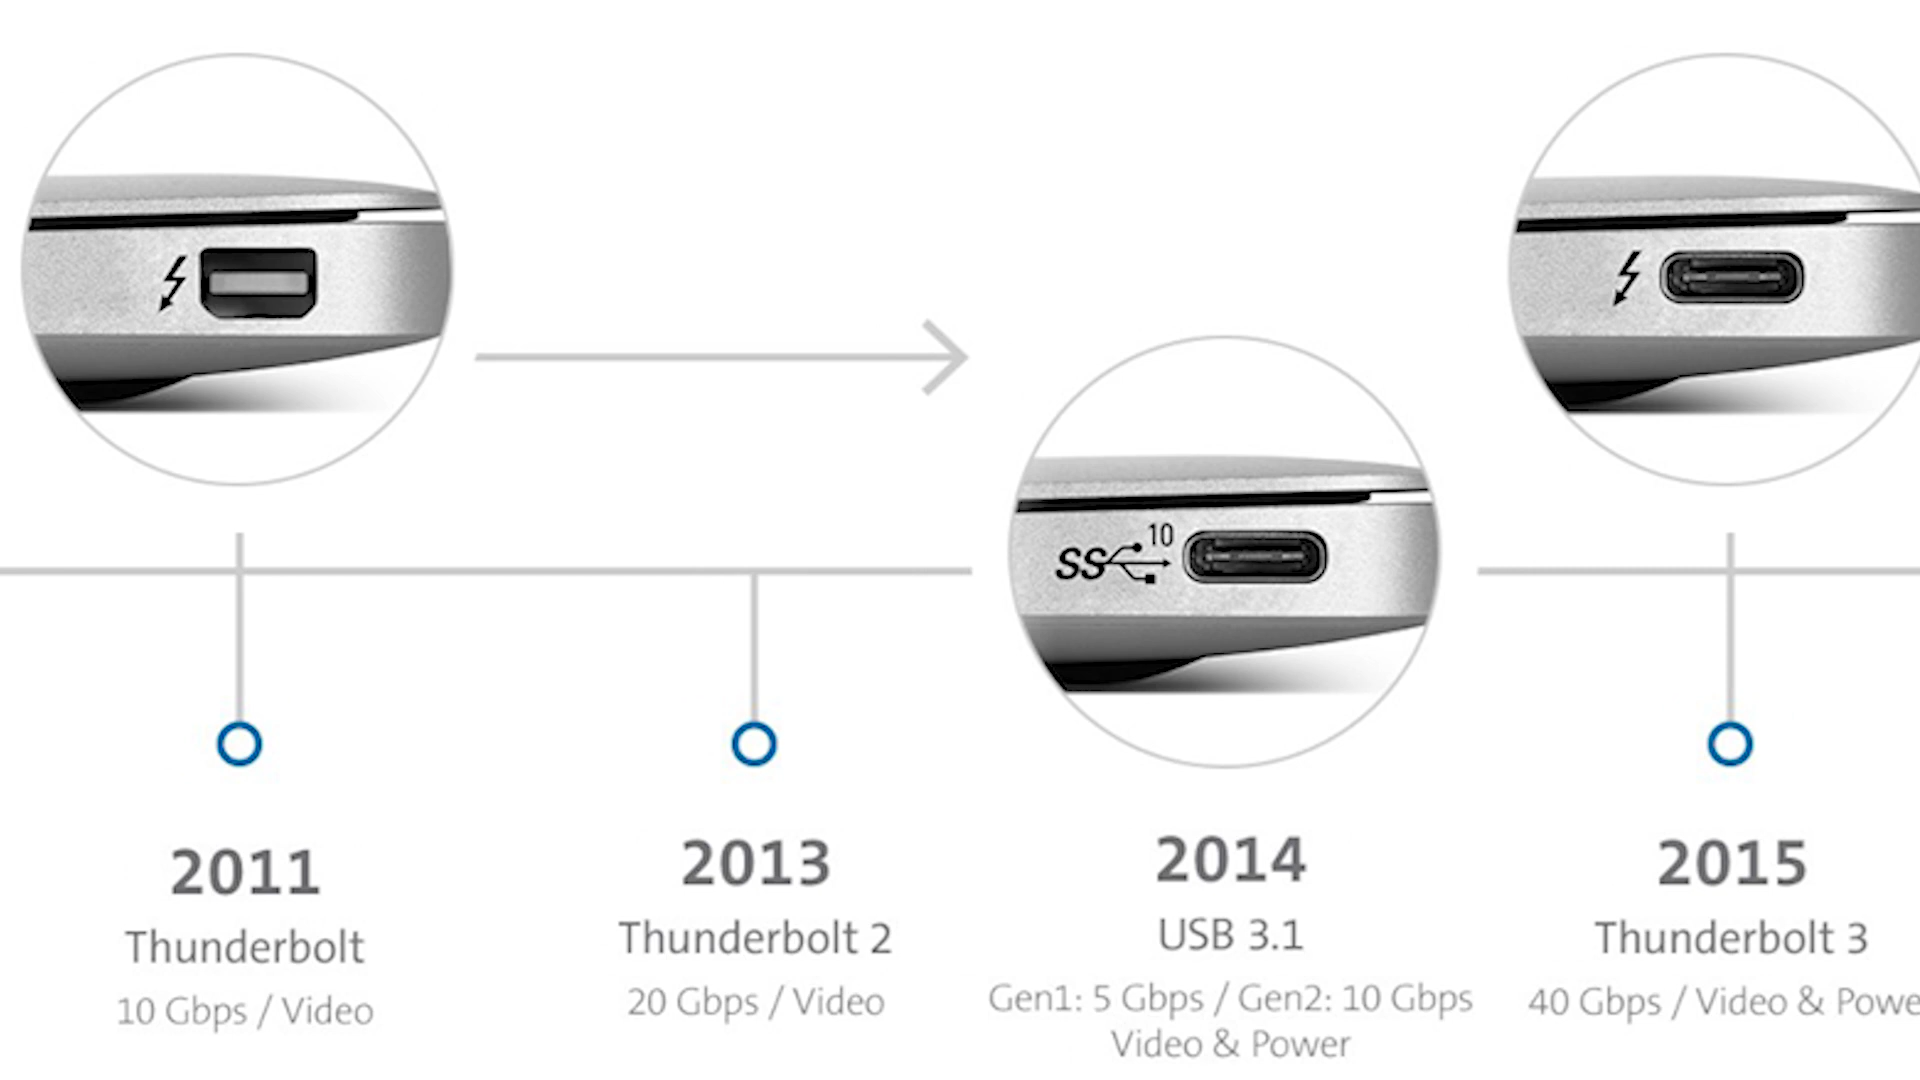 SS 10
2011
Thunderbolt
10 Gbps / Video
2013
Thunderbolt 2
20 Gbps / Video
2014
USB 3.1
Gen1: 5 Gbps / Gen2: 10 Gbps
Video & Power
2015
Thunderbolt 3
40 Gbps / Video & Powe